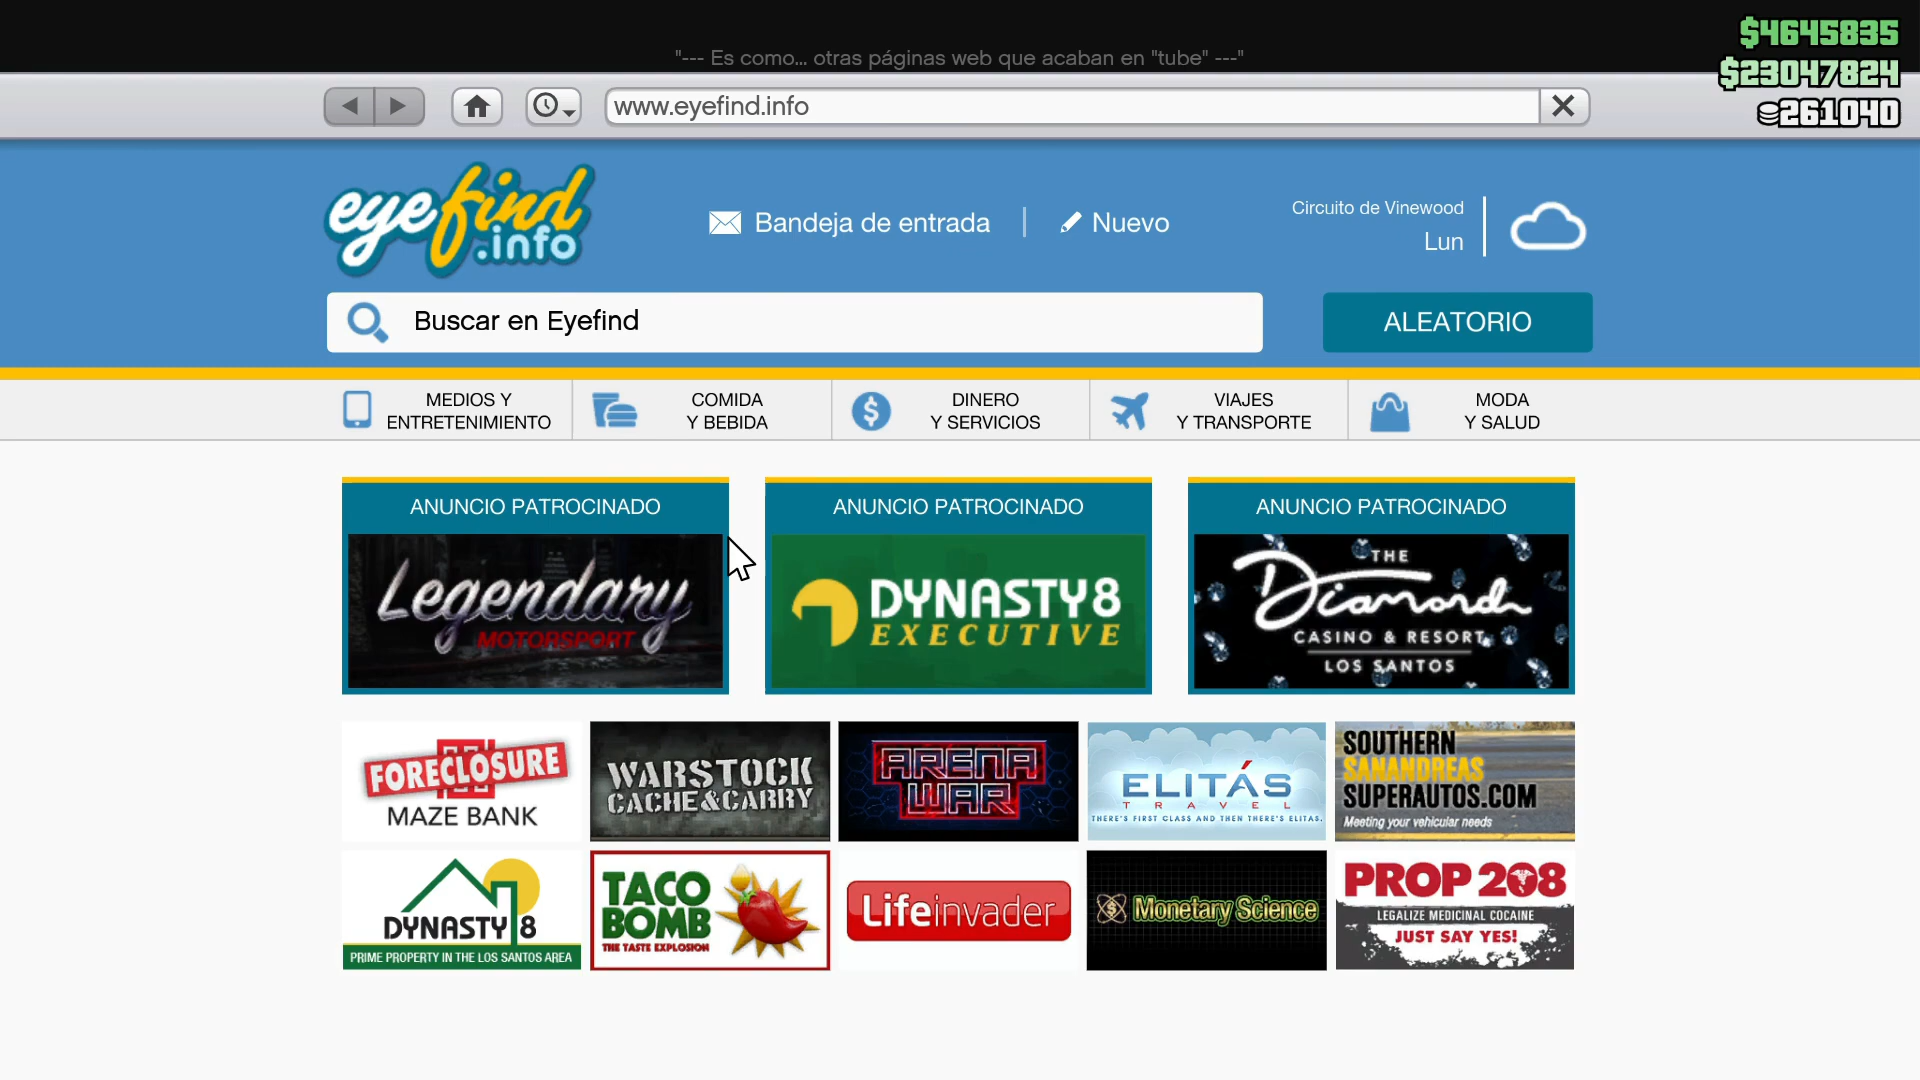 "--- Es como... otras páginas web que acaban en "tube" ---"
$4645835
$23047824
261040
www.eyefind.info
eyefind
.info
Bandeja de entrada
Nuevo
Circuito de Vinewood
Lun
Buscar en Eyefind
ALEATORIO
MEDIOS Y
ENTRETENIMIENTO
COMIDA
Y BEBIDA
DINERO
Y SERVICIOS
VIAJES
Y TRANSPORTE
MODA
Y SALUD
ANUNCIO PATROCINADO
Legendary
MOTORSPORT
ANUNCIO PATROCINADO
DYNASTY8
EXECUTIVE
ANUNCIO PATROCINADO
THE
Diamond
CASINO & RESORT
LOS SANTOS
FORECLOSURE
MAZE BANK
WARSTOCK
CACHE&CARRY
ARENA
WAR
ELITÁS
TRAVEL
THERE'S FIRST CLASS AND THEN THERE'S ELITAS.
SOUTHERN
SANANDREAS
SUPERAUTOS.COM
Meeting your vehicular needs
DYNASTY 8
PRIME PROPERTY IN THE LOS SANTOS AREA
TACO
BOMB
THE TASTE EXPLOSION
Lifeinvader
Monetary Science
PROP 208
LEGALIZE MEDICINAL COCAINE
JUST SAY YES!